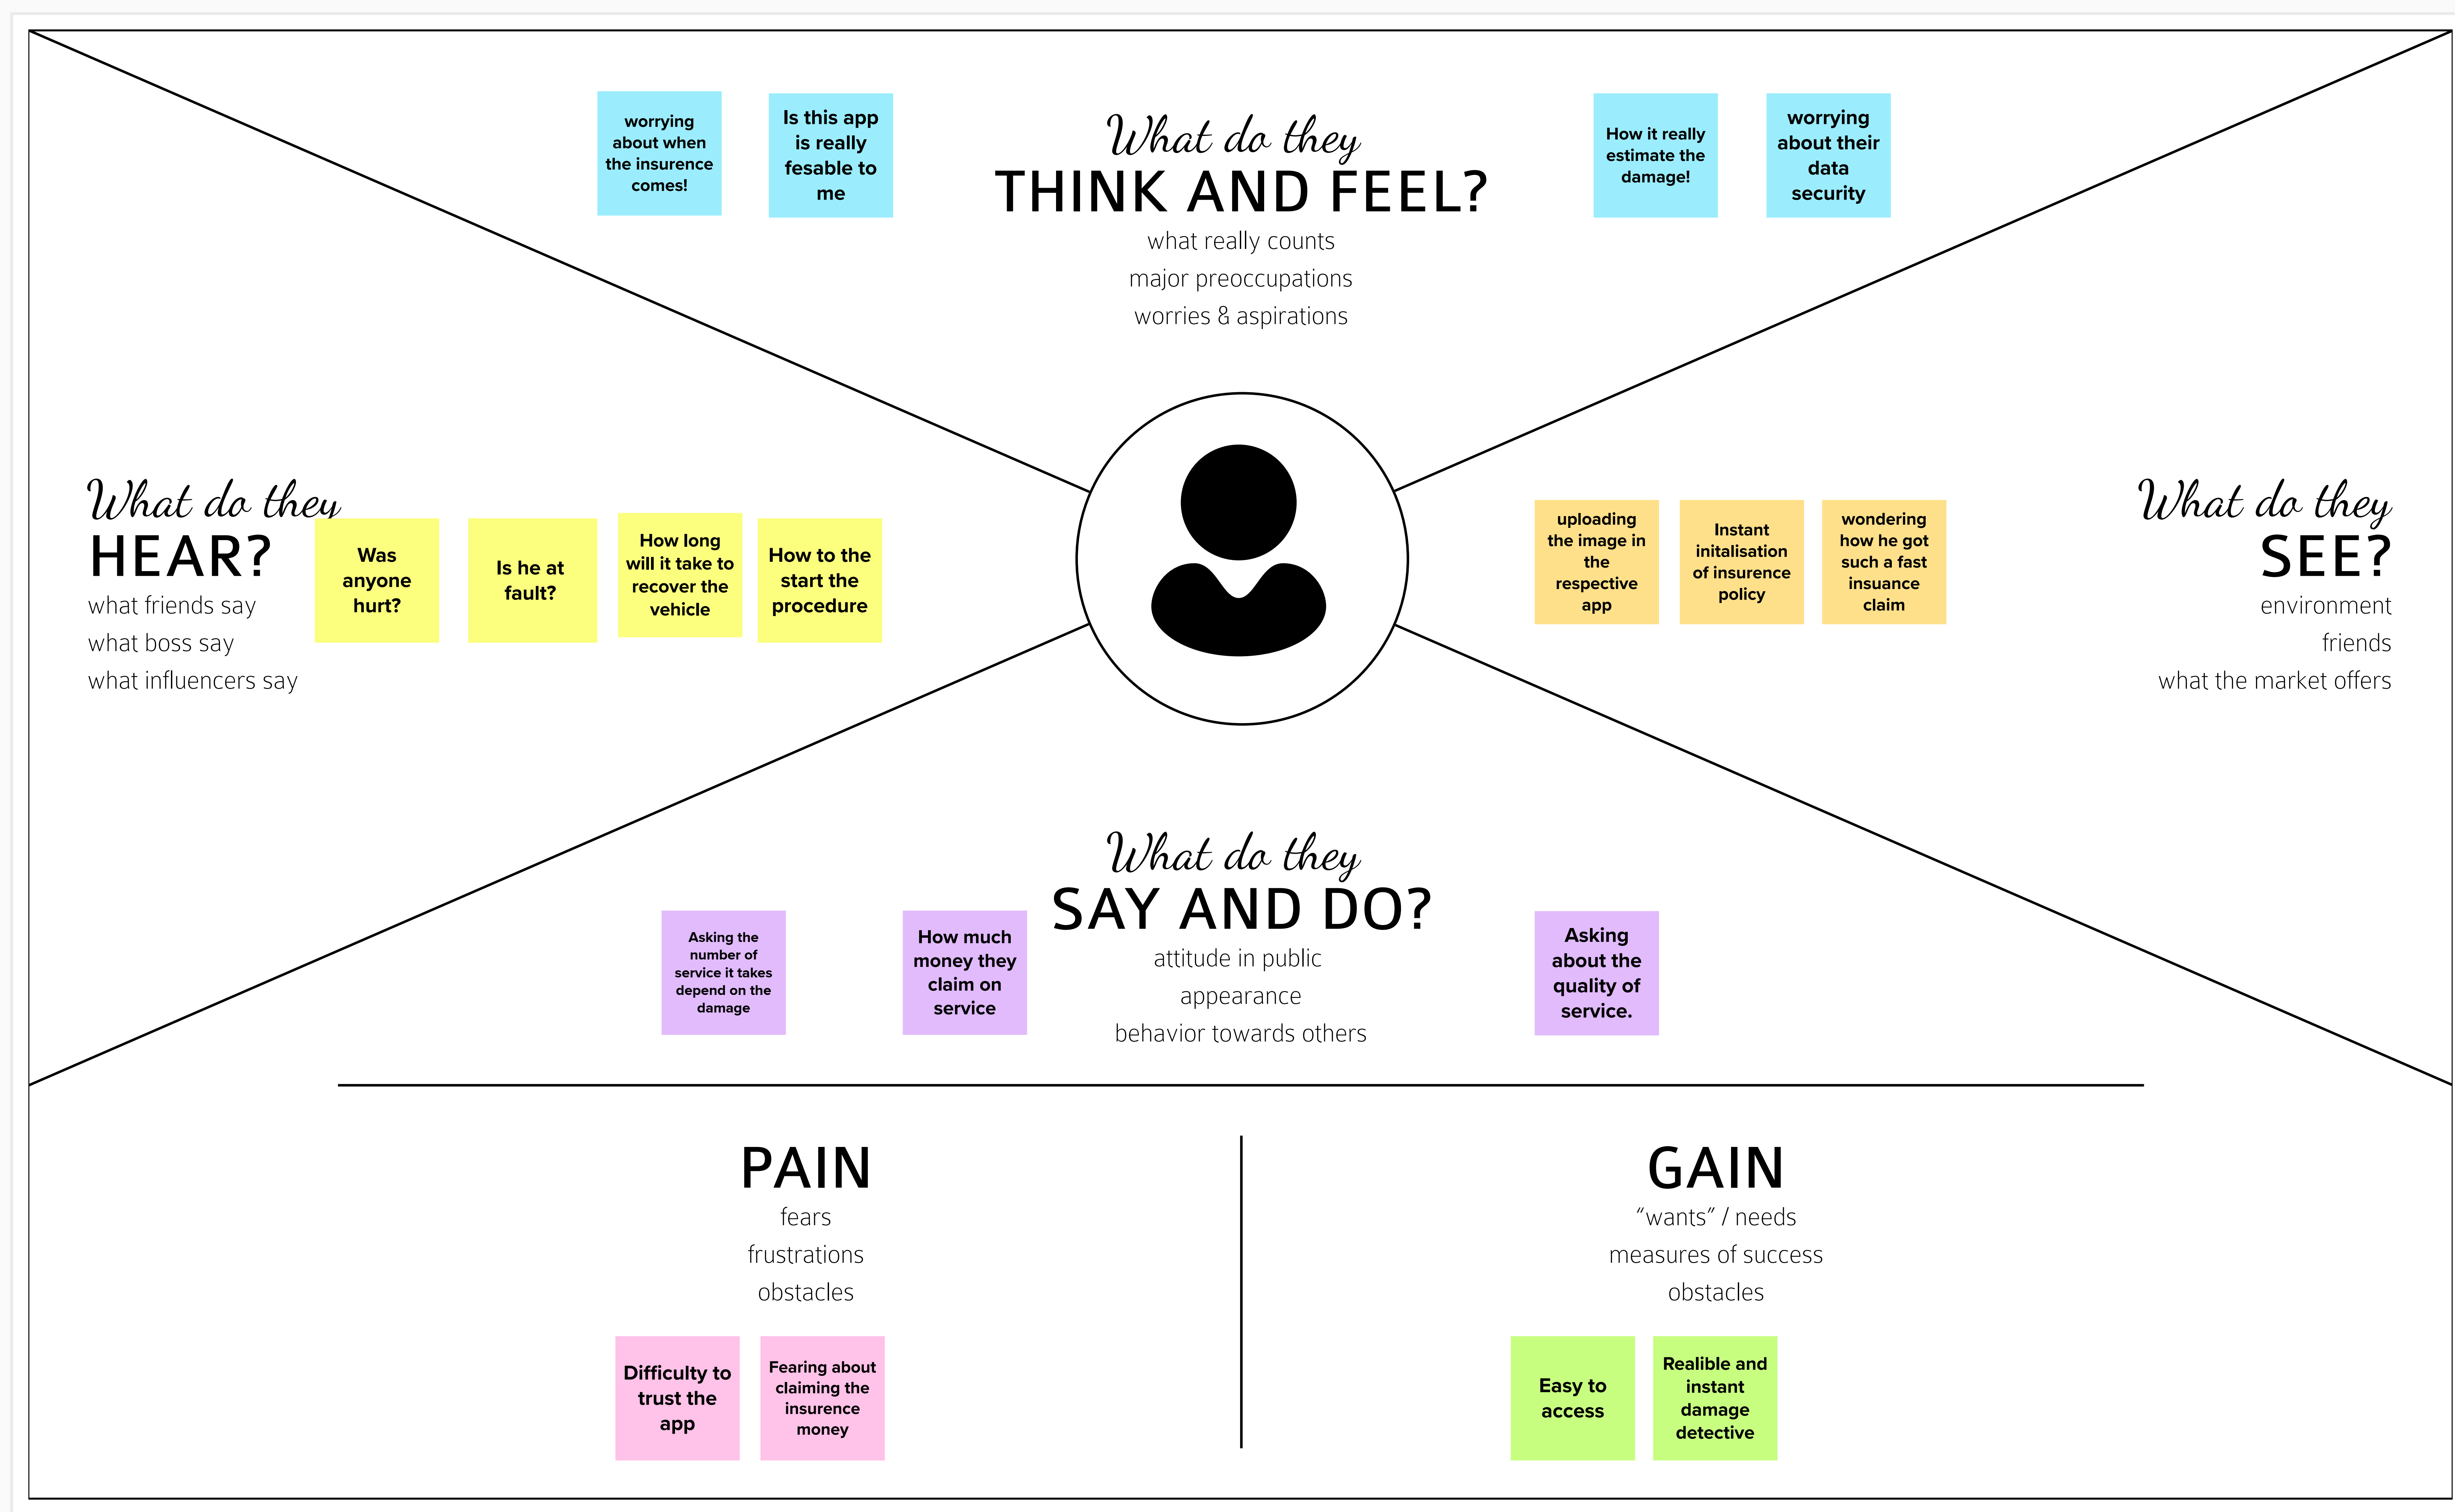 What do they
THINK AND FEEL?
what really counts
major preoccupations
worries & aspirations
worrying
about when
the insurence
comes!
Is this app
is really
fesable to
me
How it really
estimate the
damage!
worrying
about their
data
security
What do they
HEAR?
what friends say
what boss say
what influencers say
Was
anyone
hurt?
Is he at
fault?
How long
will it take to
recover the
vehicle
How to the
start the
procedure
uploading
the image in
the
respective
app
Instant
initalisation
of insurence
policy
wondering
how he got
such a fast
insuance
claim
What do they
SEE?
environment
friends
what the market offers
What do they
SAY AND DO?
attitude in public
appearance
behavior towards others
Asking the
number of
service it takes
depend on the
damage
How much
money they
claim on
service
Asking
about the
quality of
service.
PAIN
fears
frustrations
obstacles
Difficulty to
trust the
app
Fearing about
claiming the
insurence
money
GAIN
“wants” / needs
measures of success
obstacles
Easy to
access
Realible and
instant
damage
detective